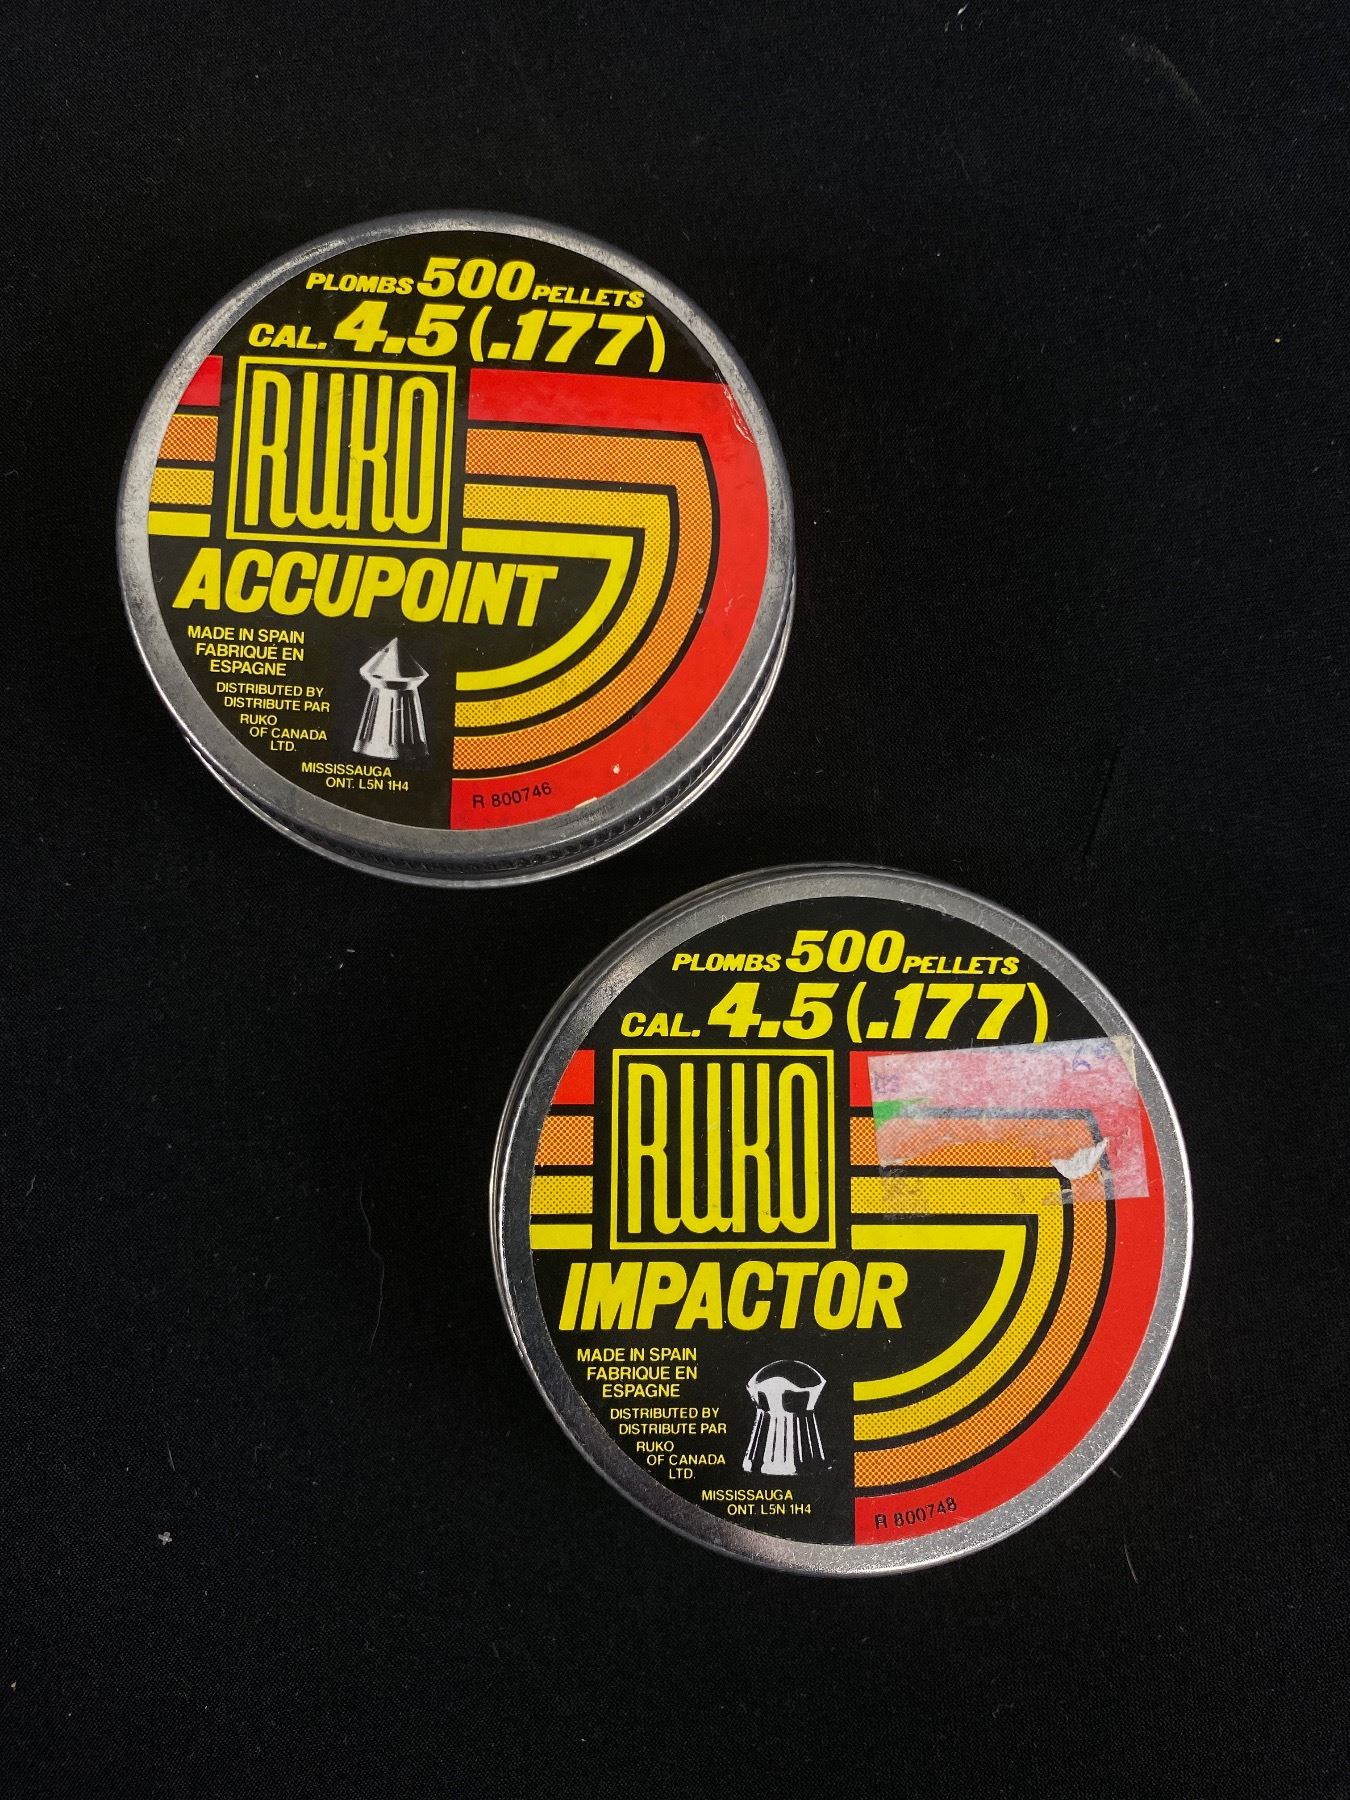 PLOMBS 500 PELLETS
CAL. 4.5 (.177)
RUKO
ACCUPOINT
MADE IN SPAIN
FABRIQUÉ EN
ESPAGNE
DISTRIBUTED BY
DISTRIBUTE PAR
RUKO
OF CANADA
LTD.
MISSISSAUGA
ONT. L5N 1H4
R 800746
PLOMBS 500 PELLETS
CAL. 4.5 (.177)
RUKO
IMPACTOR
MADE IN SPAIN
FABRIQUE EN
ESPAGNE
DISTRIBUTED BY
DISTRIBUTE PAR
RUKO
OF CANADA
LTD.
MISSISSAUGA
ONT. L5N 1H4
R 800748